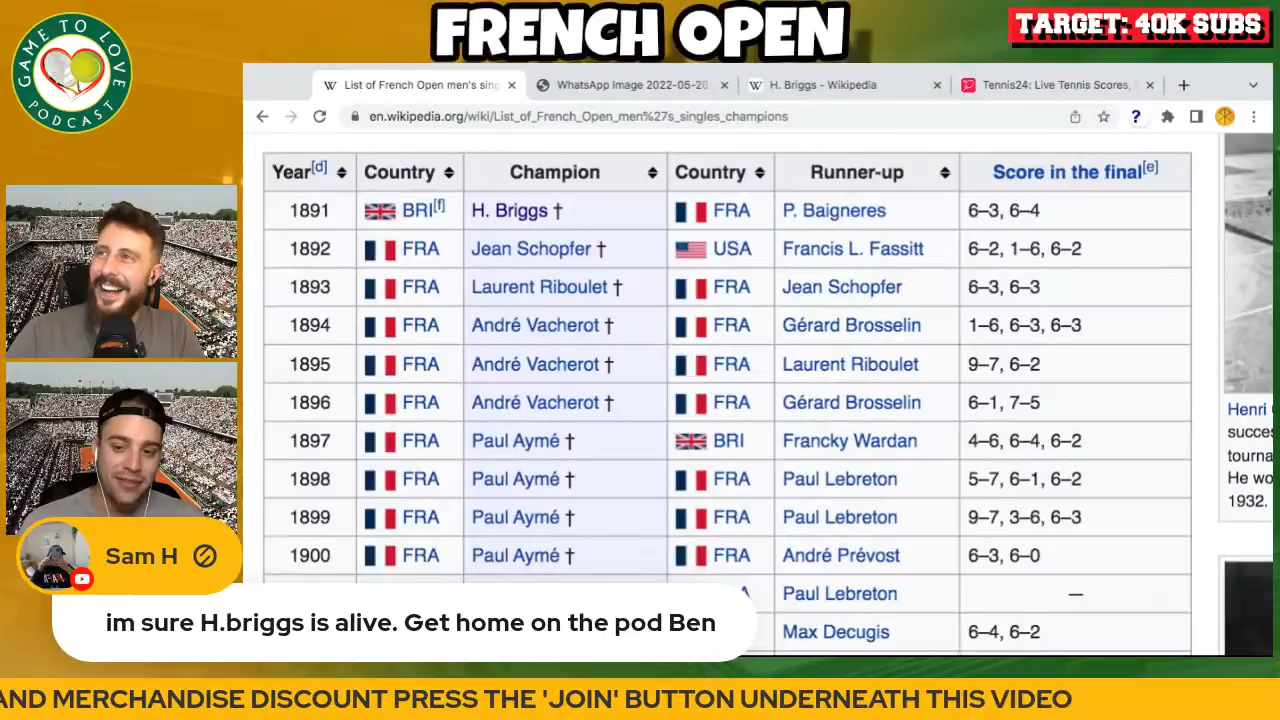 GAME TO LOVE
PODCAST
FRENCH OPEN
TARGET: 40K SUBS
List of French Open men's sing
WhatsApp Image 2022-05-20
H. Briggs - Wikipedia
Tennis24: Live Tennis Scores,
en.wikipedia.org/wiki/List_of_French_Open_men%27s_singles_champions
Year[d] Country Champion Country Runner-up Score in the final[e]
1891 BRI[f] H. Briggs † FRA P. Baigneres 6–3, 6–4
1892 FRA Jean Schopfer † USA Francis L. Fassitt 6–2, 1–6, 6–2
1893 FRA Laurent Riboulet † FRA Jean Schopfer 6–3, 6–3
1894 FRA André Vacherot † FRA Gérard Brosselin 1–6, 6–3, 6–3
1895 FRA André Vacherot † FRA Laurent Riboulet 9–7, 6–2
1896 FRA André Vacherot † FRA Gérard Brosselin 6–1, 7–5
1897 FRA Paul Aymé † BRI Francky Wardan 4–6, 6–4, 6–2
1898 FRA Paul Aymé † FRA Paul Lebreton 5–7, 6–1, 6–2
1899 FRA Paul Aymé † FRA Paul Lebreton 9–7, 3–6, 6–3
1900 FRA Paul Aymé † FRA André Prévost 6–3, 6–0
Paul Lebreton —
Max Decugis 6–4, 6–2
Henri
succes
tourna
He wo
1932.
Sam H
im sure H.briggs is alive. Get home on the pod Ben
AND MERCHANDISE DISCOUNT PRESS THE 'JOIN' BUTTON UNDERNEATH THIS VIDEO